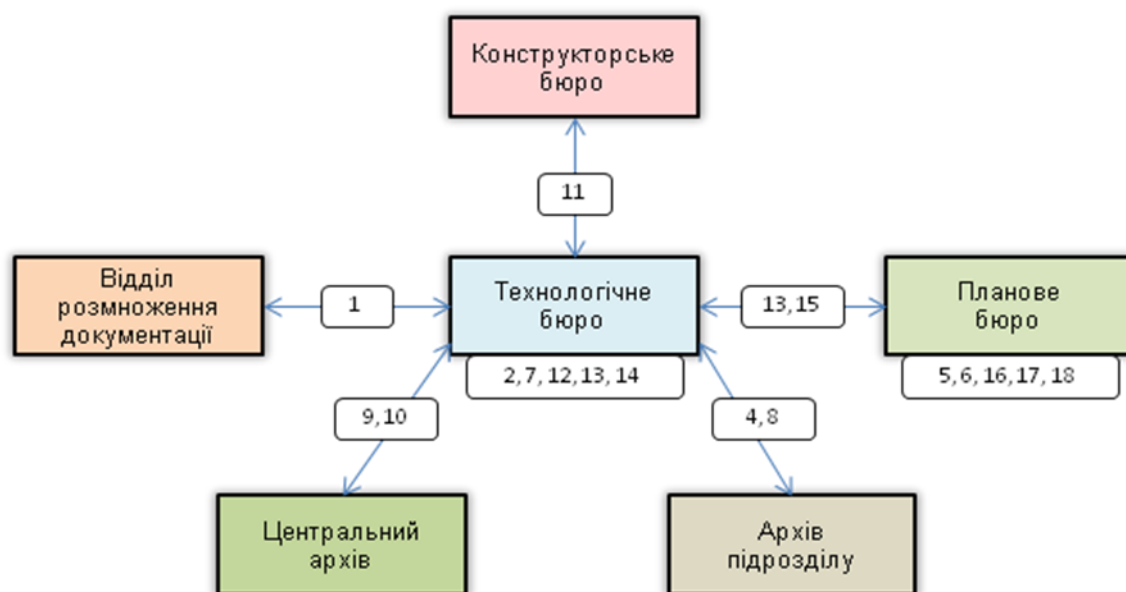 Конструкторське
бюро
11
Відділ
розмноження
документації
1
Технологічне
бюро
13,15
Планове
бюро
2, 7, 12,13, 14
5, 6, 16,17, 18
9,10
4,8
Центральний
архів
Архів
підрозділу